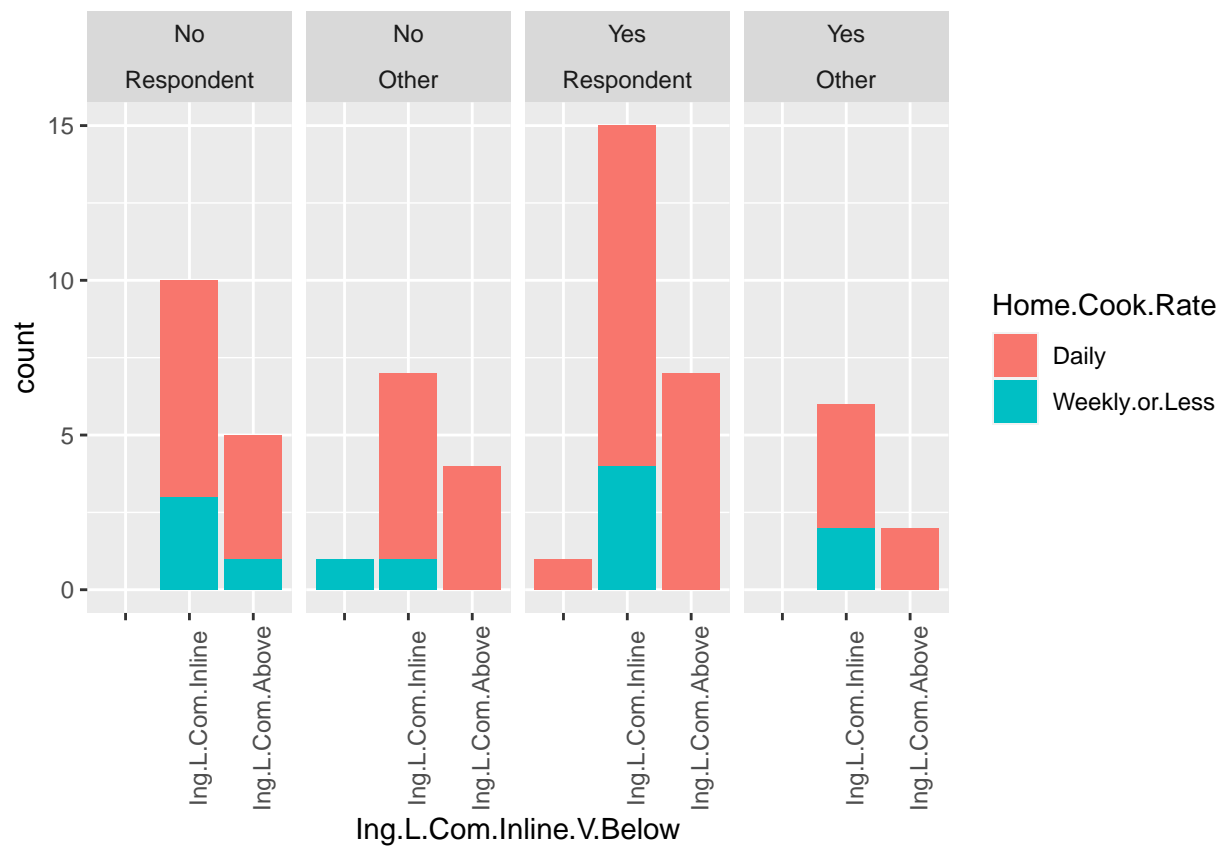 No
No
Yes
Yes
Respondent
Other
Respondent
Other
15
10
5
0
count
Ing.L.Com.Inline
Ing.L.Com.Above
Ing.L.Com.Inline
Ing.L.Com.Above
Ing.L.Com.Inline
Ing.L.Com.Above
Ing.L.Com.Inline
Ing.L.Com.Above
Ing.L.Com.Inline.V.Below
Home.Cook.Rate
Daily
Weekly.or.Less